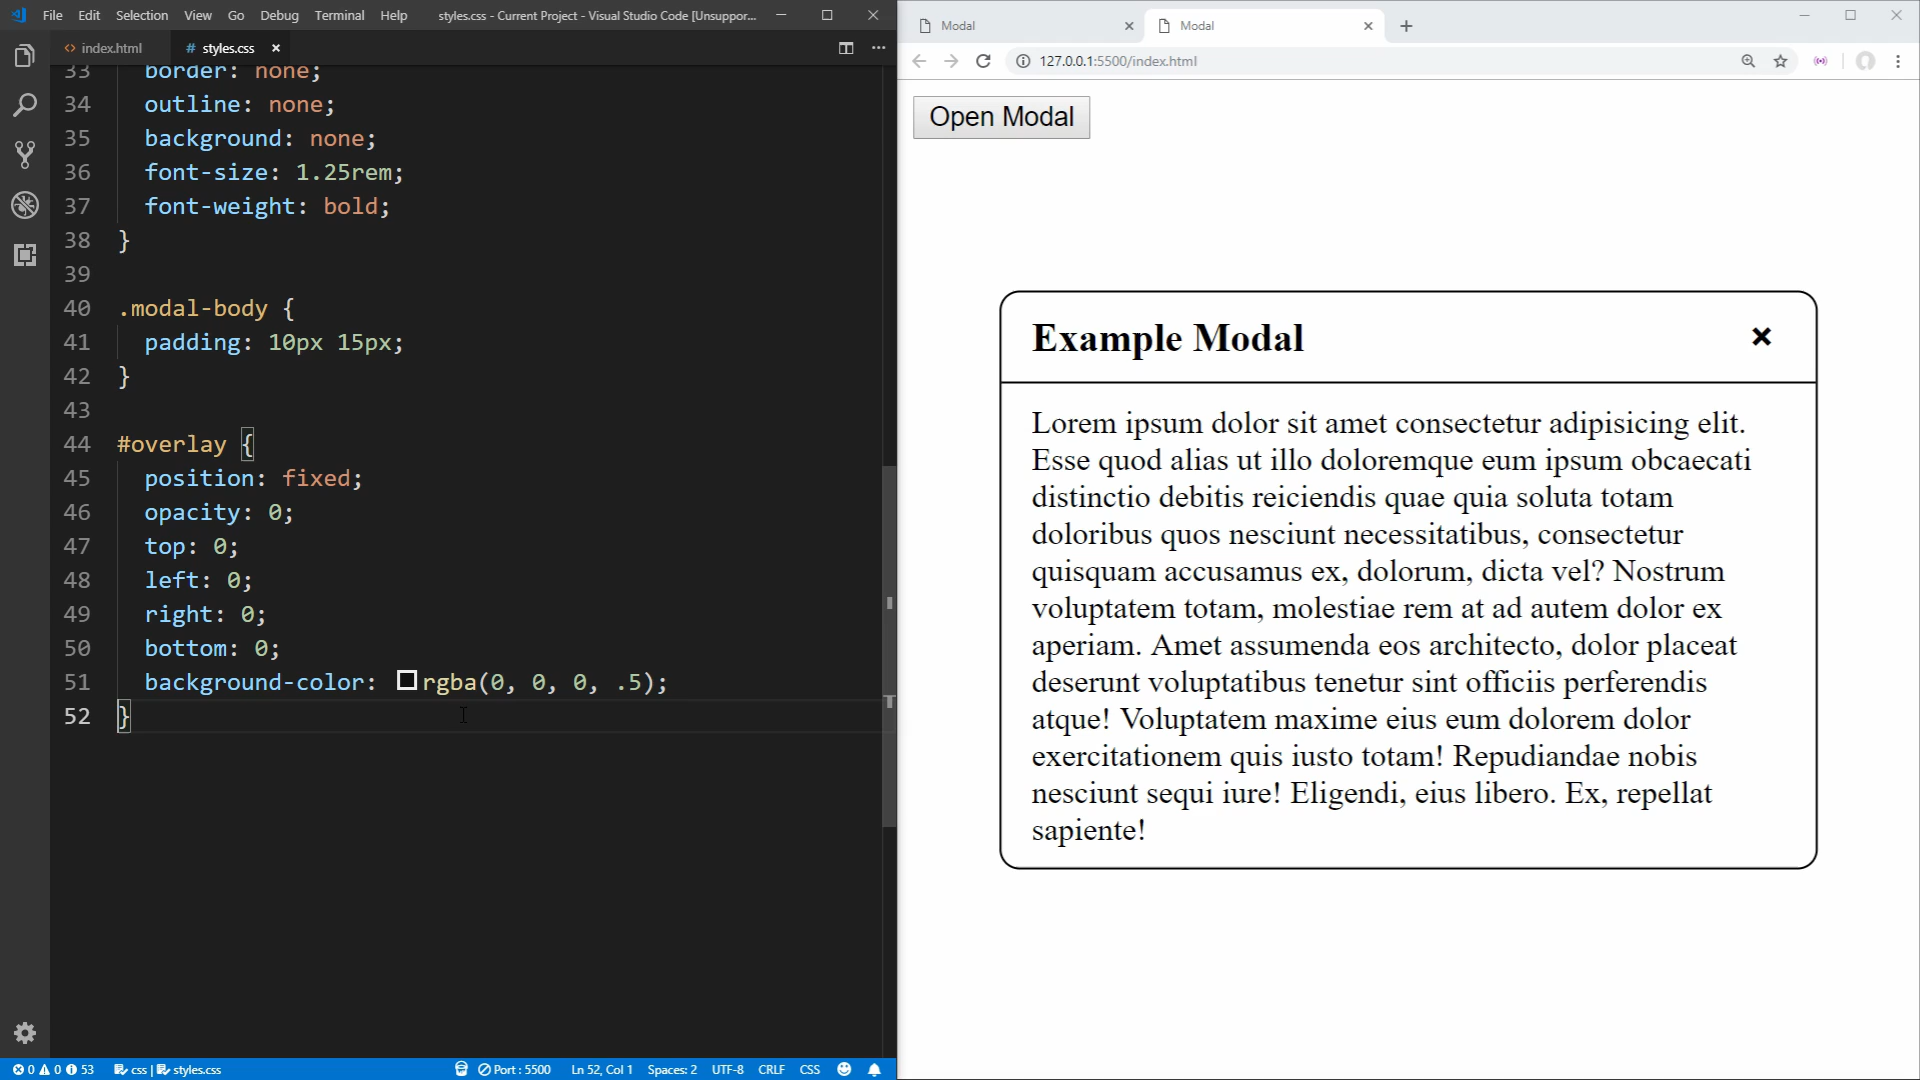 File Edit Selection View Go Debug Terminal Help styles.css - Current Project - Visual Studio Code [Unsuppor...
index.html
# styles.css
33 border: none;
34 outline: none;
35 background: none;
36 font-size: 1.25rem;
37 font-weight: bold;
38 }
39
40 .modal-body {
41 padding: 10px 15px;
42 }
43
44 #overlay {
45 position: fixed;
46 opacity: 0;
47 top: 0;
48 left: 0;
49 right: 0;
50 bottom: 0;
51 background-color: rgba(0, 0, 0, .5);
52 }
0 0 53 css | styles.css Port : 5500 Ln 52, Col 1 Spaces: 2 UTF-8 CRLF CSS
Modal
Modal
127.0.0.1:5500/index.html
Open Modal
Example Modal
Lorem ipsum dolor sit amet consectetur adipisicing elit.
Esse quod alias ut illo doloremque eum ipsum obcaecati
distinctio debitis reiciendis quae quia soluta totam
doloribus quos nesciunt necessitatibus, consectetur
quisquam accusamus ex, dolorum, dicta vel? Nostrum
voluptatem totam, molestiae rem at ad autem dolor ex
aperiam. Amet assumenda eos architecto, dolor placeat
deserunt voluptatibus tenetur sint officiis perferendis
atque! Voluptatem maxime eius eum dolorem dolor
exercitationem quis iusto totam! Repudiandae nobis
nesciunt sequi iure! Eligendi, eius libero. Ex, repellat
sapiente!